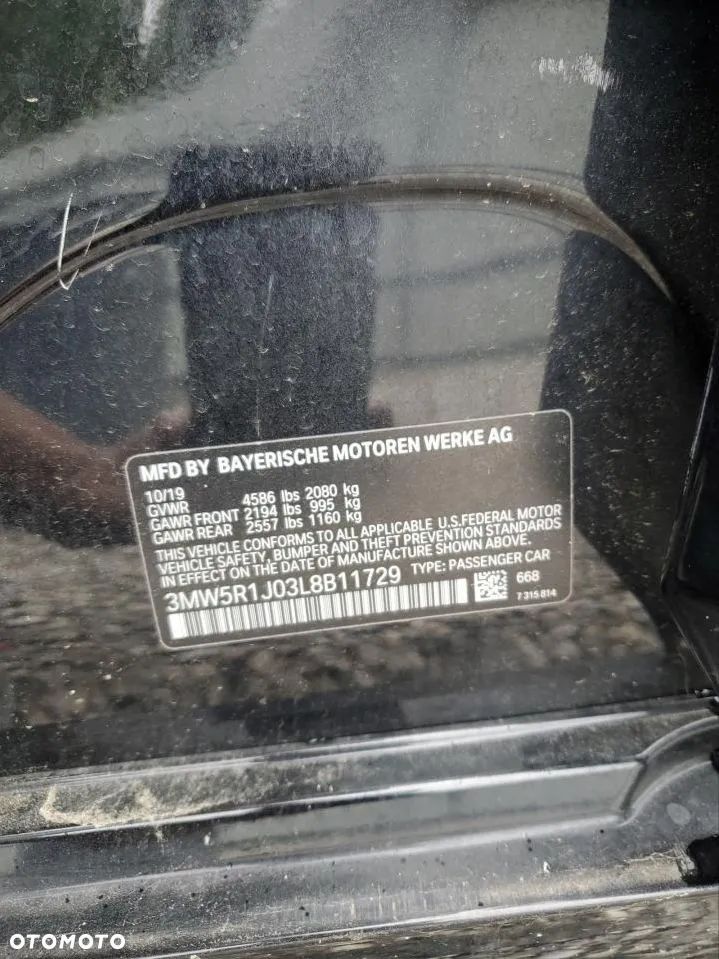 MFD BY BAYERISCHE MOTOREN WERKE AG
10/19
GVWR 4586 lbs 2080 kg
GAWR FRONT 2194 lbs 995 kg
GAWR REAR 2557 lbs 1160 kg
THIS VEHICLE CONFORMS TO ALL APPLICABLE U.S.FEDERAL MOTOR
VEHICLE SAFETY, BUMPER AND THEFT PREVENTION STANDARDS
IN EFFECT ON THE DATE OF MANUFACTURE SHOWN ABOVE.
3MW5R1J03L8B11729 TYPE: PASSENGER CAR
668
7 315 814
OTOMOTO